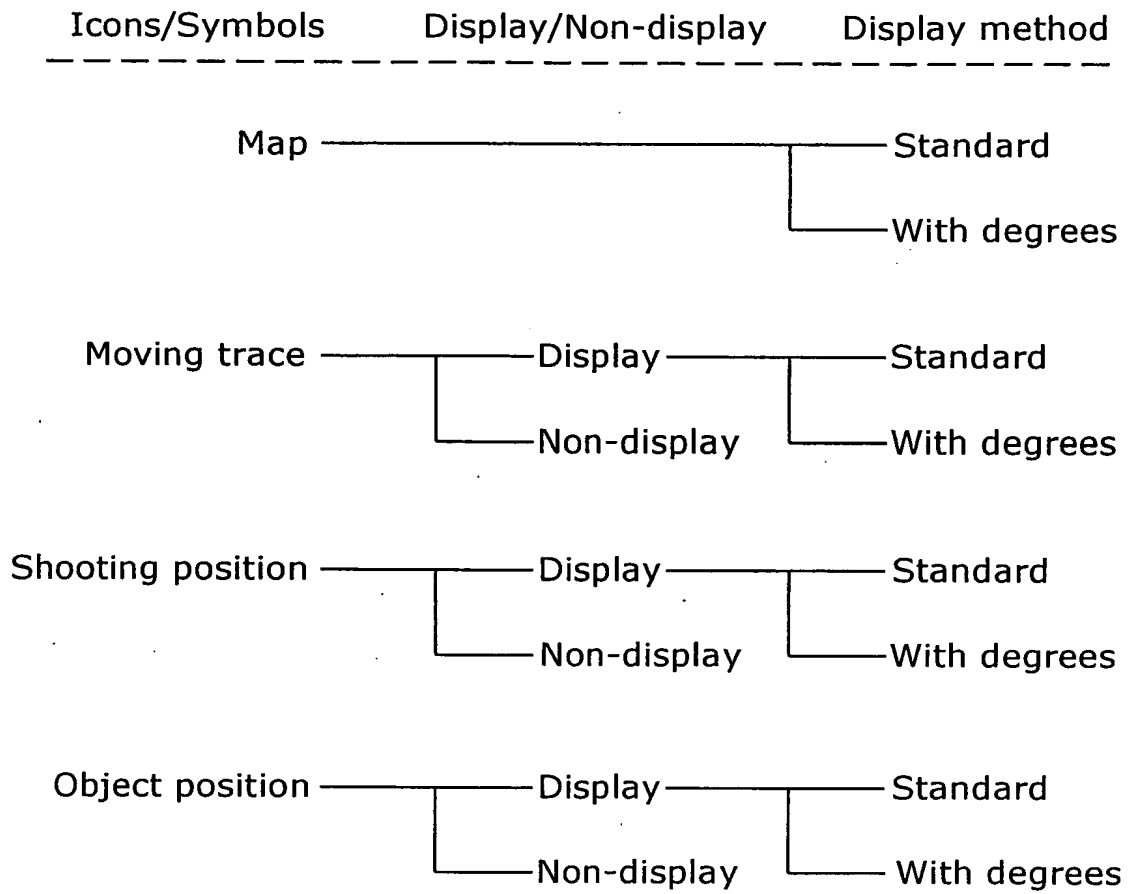 Icons/Symbols Display/Non-display Display method
Map Standard
With degrees
Moving trace Display Standard
Non-display With degrees
Shooting position Display Standard
Non-display With degrees
Object position Display Standard
Non-display With degrees